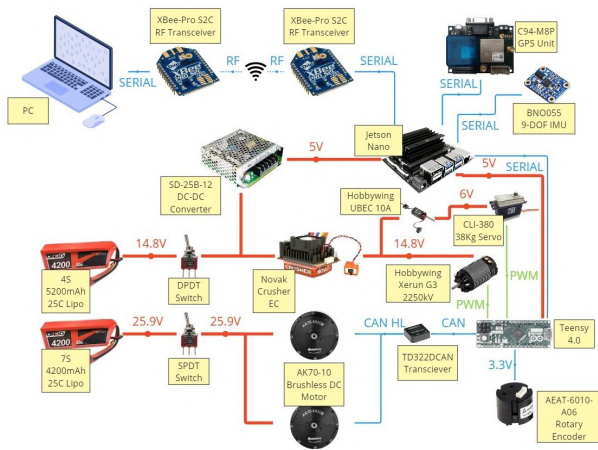 XBee-Pro S2C
RF Transceiver
XBee-Pro S2C
RF Transceiver
C94-M8P
GPS Unit
SERIAL
RF
RF
SERIAL
SERIAL
PC
XBee
XBee
BNO055
9-DOF IMU
SERIAL
Jetson
Nano
5V
5V
SERIAL
SD-25B-12
DC-DC
Converter
Hobbywing
UBEC 10A
6V
CLI-380
38Kg Servo
14.8V
14.8V
4200
4S
5200mAh
25C Lipo
DPDT
Switch
Novak
Crusher
EC
CRUSHER
Hobbywing
Xerun G3
2250kV
PWM
PWM
25.9V
25.9V
CAN HL
CAN
Teensy
4.0
4200
7S
4200mAh
25C Lipo
SPDT
Switch
AK70-10
Brushless DC
Motor
TD322DCAN
Transciever
3.3V
AEAT-6010-
A06
Rotary
Encoder